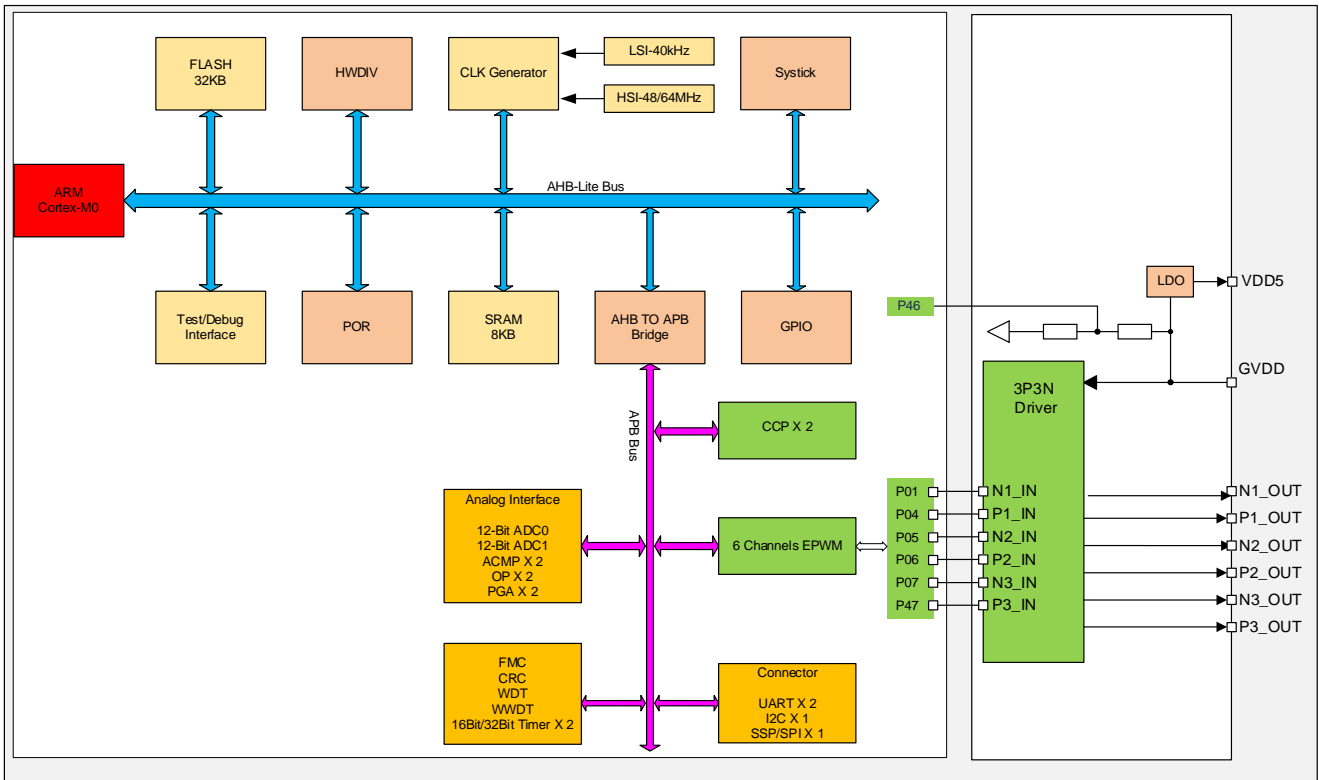 FLASH
32KB
HWDIV
CLK Generator
LSI-40kHz
HSI-48/64MHz
Systick
ARM
Cortex-M0
AHB-Lite Bus
Test/Debug
Interface
POR
SRAM
8KB
AHB TO APB
Bridge
GPIO
APB Bus
CCP X 2
Analog Interface
12-Bit ADC0
12-Bit ADC1
ACMP X 2
OP X 2
PGA X 2
6 Channels EPWM
FMC
CRC
WDT
WWDT
16Bit/32Bit Timer X 2
Connector
UART X 2
I2C X 1
SSP/SPI X 1
P46
P01
P04
P05
P06
P07
P47
LDO
VDD5
GVDD
3P3N
Driver
N1_IN
P1_IN
N2_IN
P2_IN
N3_IN
P3_IN
N1_OUT
P1_OUT
N2_OUT
P2_OUT
N3_OUT
P3_OUT